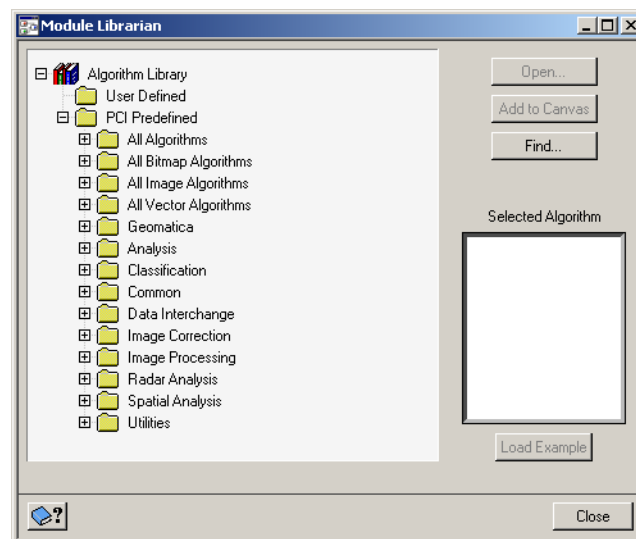 Module Librarian
Algorithm Library
User Defined
PCI Predefined
All Algorithms
All Bitmap Algorithms
All Image Algorithms
All Vector Algorithms
Geomatica
Analysis
Classification
Common
Data Interchange
Image Correction
Image Processing
Radar Analysis
Spatial Analysis
Utilities
Open...
Add to Canvas
Find...
Selected Algorithm
Load Example
?
Close